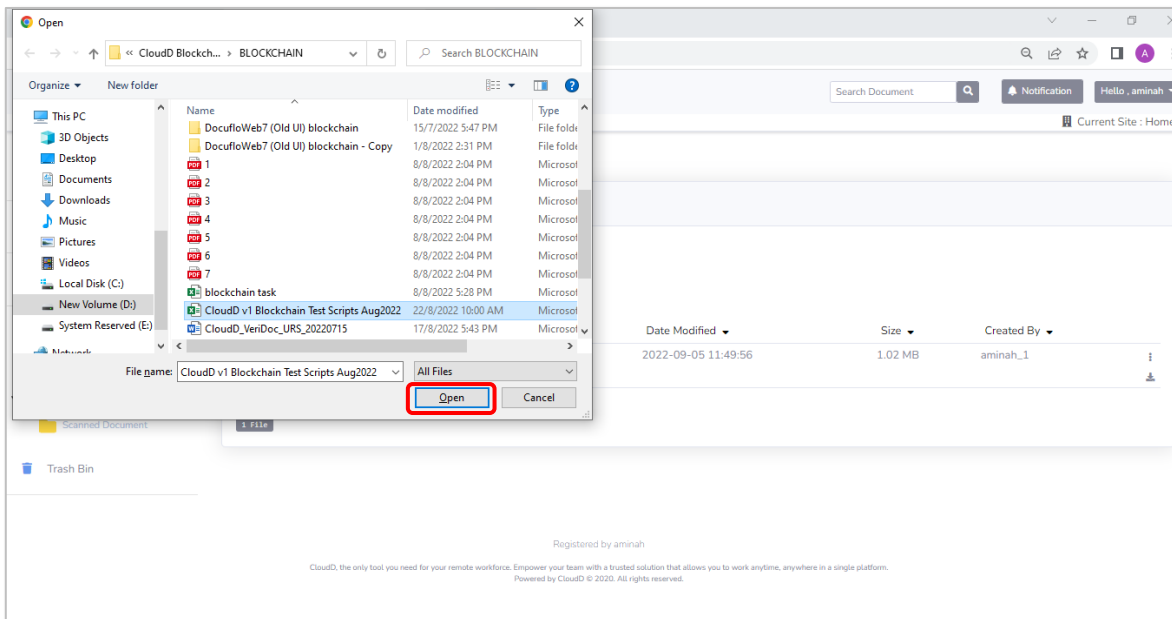 Open
« CloudD Blockch... > BLOCKCHAIN
Search BLOCKCHAIN
Organize
New folder
This PC
3D Objects
Desktop
Documents
Downloads
Music
Pictures
Videos
Local Disk (C:)
New Volume (D:)
System Reserved (E:)
Network
Name Date modified Type
DocufloWeb7 (Old UI) blockchain 15/7/2022 5:47 PM File folde
DocufloWeb7 (Old UI) blockchain - Copy 1/8/2022 2:31 PM File folde
PDF 1 8/8/2022 2:04 PM Microsof
PDF 2 8/8/2022 2:04 PM Microsof
PDF 3 8/8/2022 2:04 PM Microsof
PDF 4 8/8/2022 2:04 PM Microsof
PDF 5 8/8/2022 2:04 PM Microsof
PDF 6 8/8/2022 2:04 PM Microsof
PDF 7 8/8/2022 2:04 PM Microsof
blockchain task 8/8/2022 5:28 PM Microsof
CloudD v1 Blockchain Test Scripts Aug2022 22/8/2022 10:00 AM Microsof
CloudD_VeriDoc_URS_20220715 17/8/2022 5:43 PM Microsof
File name: CloudD v1 Blockchain Test Scripts Aug2022 All Files
Open Cancel
A
Search Document
Notification
Hello , aminah
Current Site : Home
Date Modified Size Created By
2022-09-05 11:49:56 1.02 MB aminah_1
Scanned Document
1 File
Trash Bin
Registered by aminah
CloudD, the only tool you need for your remote workforce. Empower your team with a trusted solution that allows you to work anytime, anywhere in a single platform.
Powered by CloudD © 2020. All rights reserved.